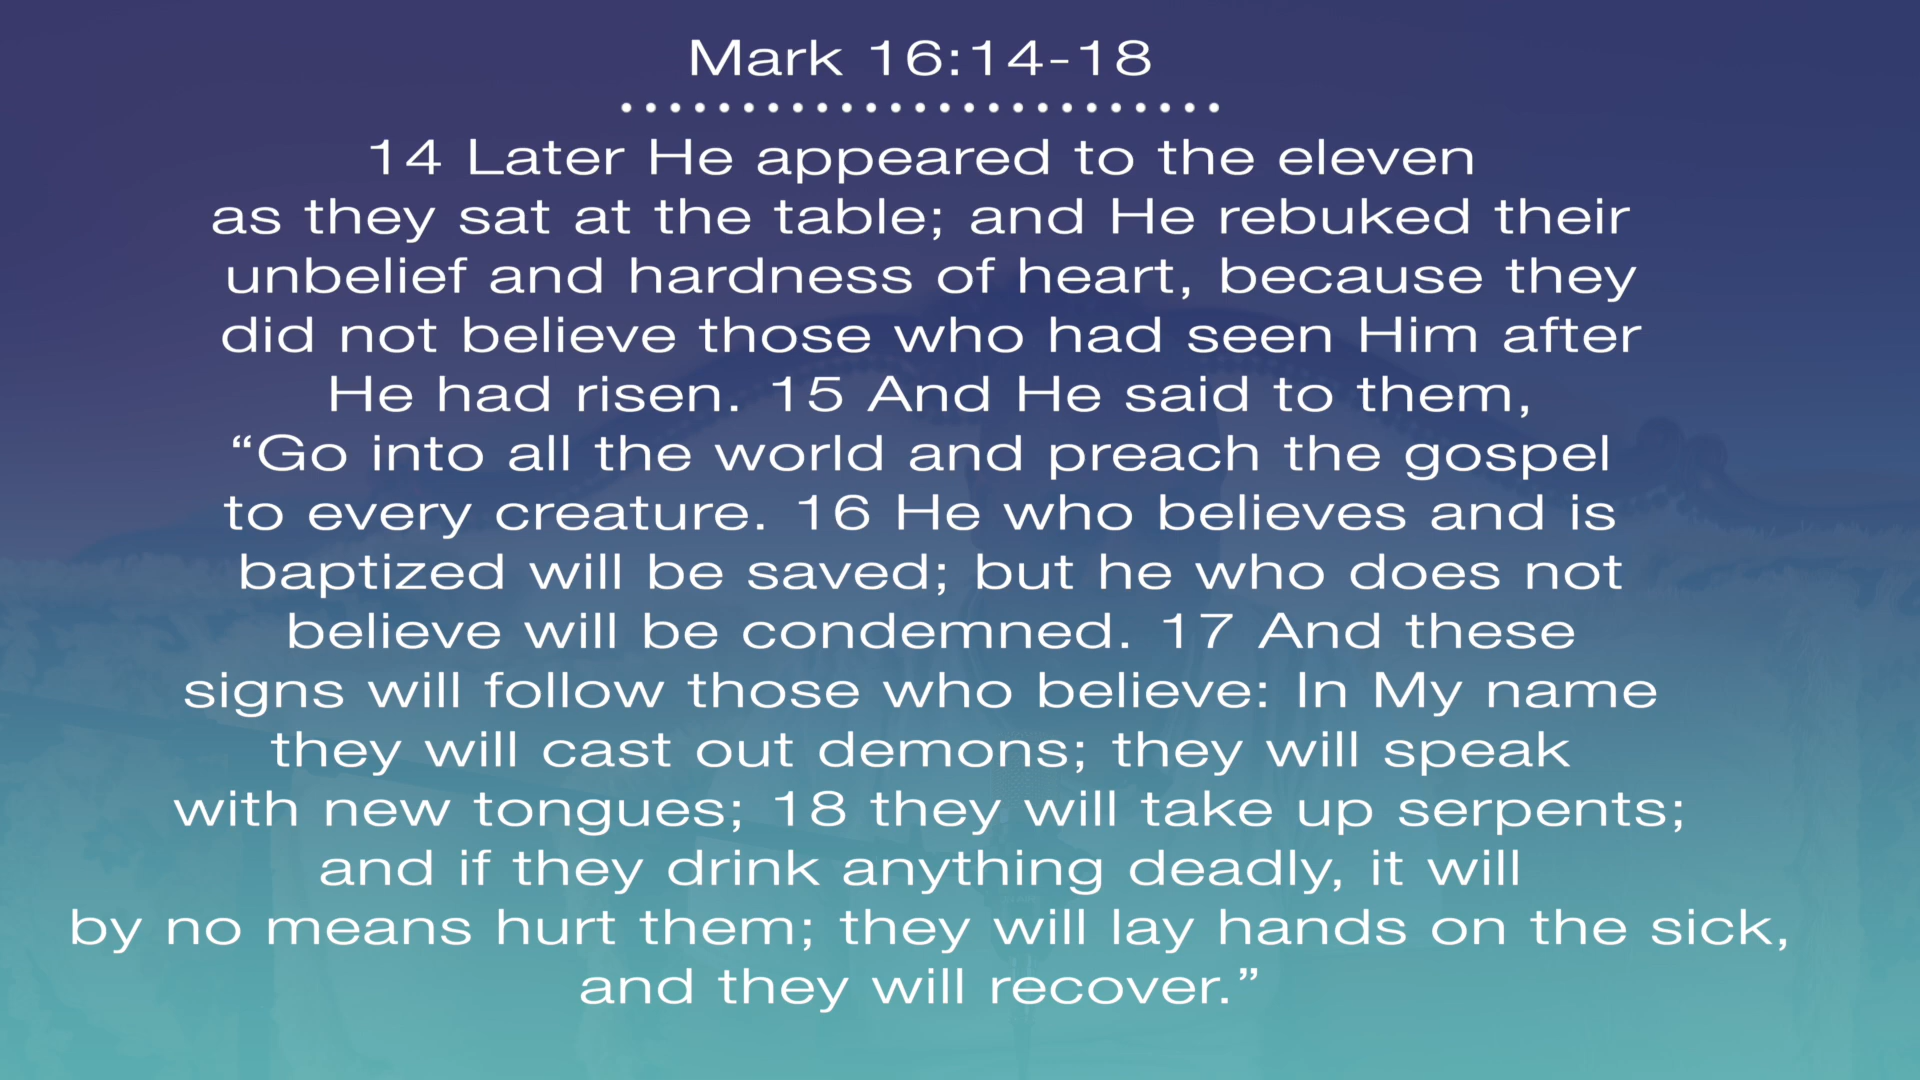 Mark 16:14-18
14 Later He appeared to the eleven
as they sat at the table; and He rebuked their
unbelief and hardness of heart, because they
did not believe those who had seen Him after
He had risen. 15 And He said to them,
“Go into all the world and preach the gospel
to every creature. 16 He who believes and is
baptized will be saved; but he who does not
believe will be condemned. 17 And these
signs will follow those who believe: In My name
they will cast out demons; they will speak
with new tongues; 18 they will take up serpents;
and if they drink anything deadly, it will
by no means hurt them; they will lay hands on the sick,
and they will recover.”